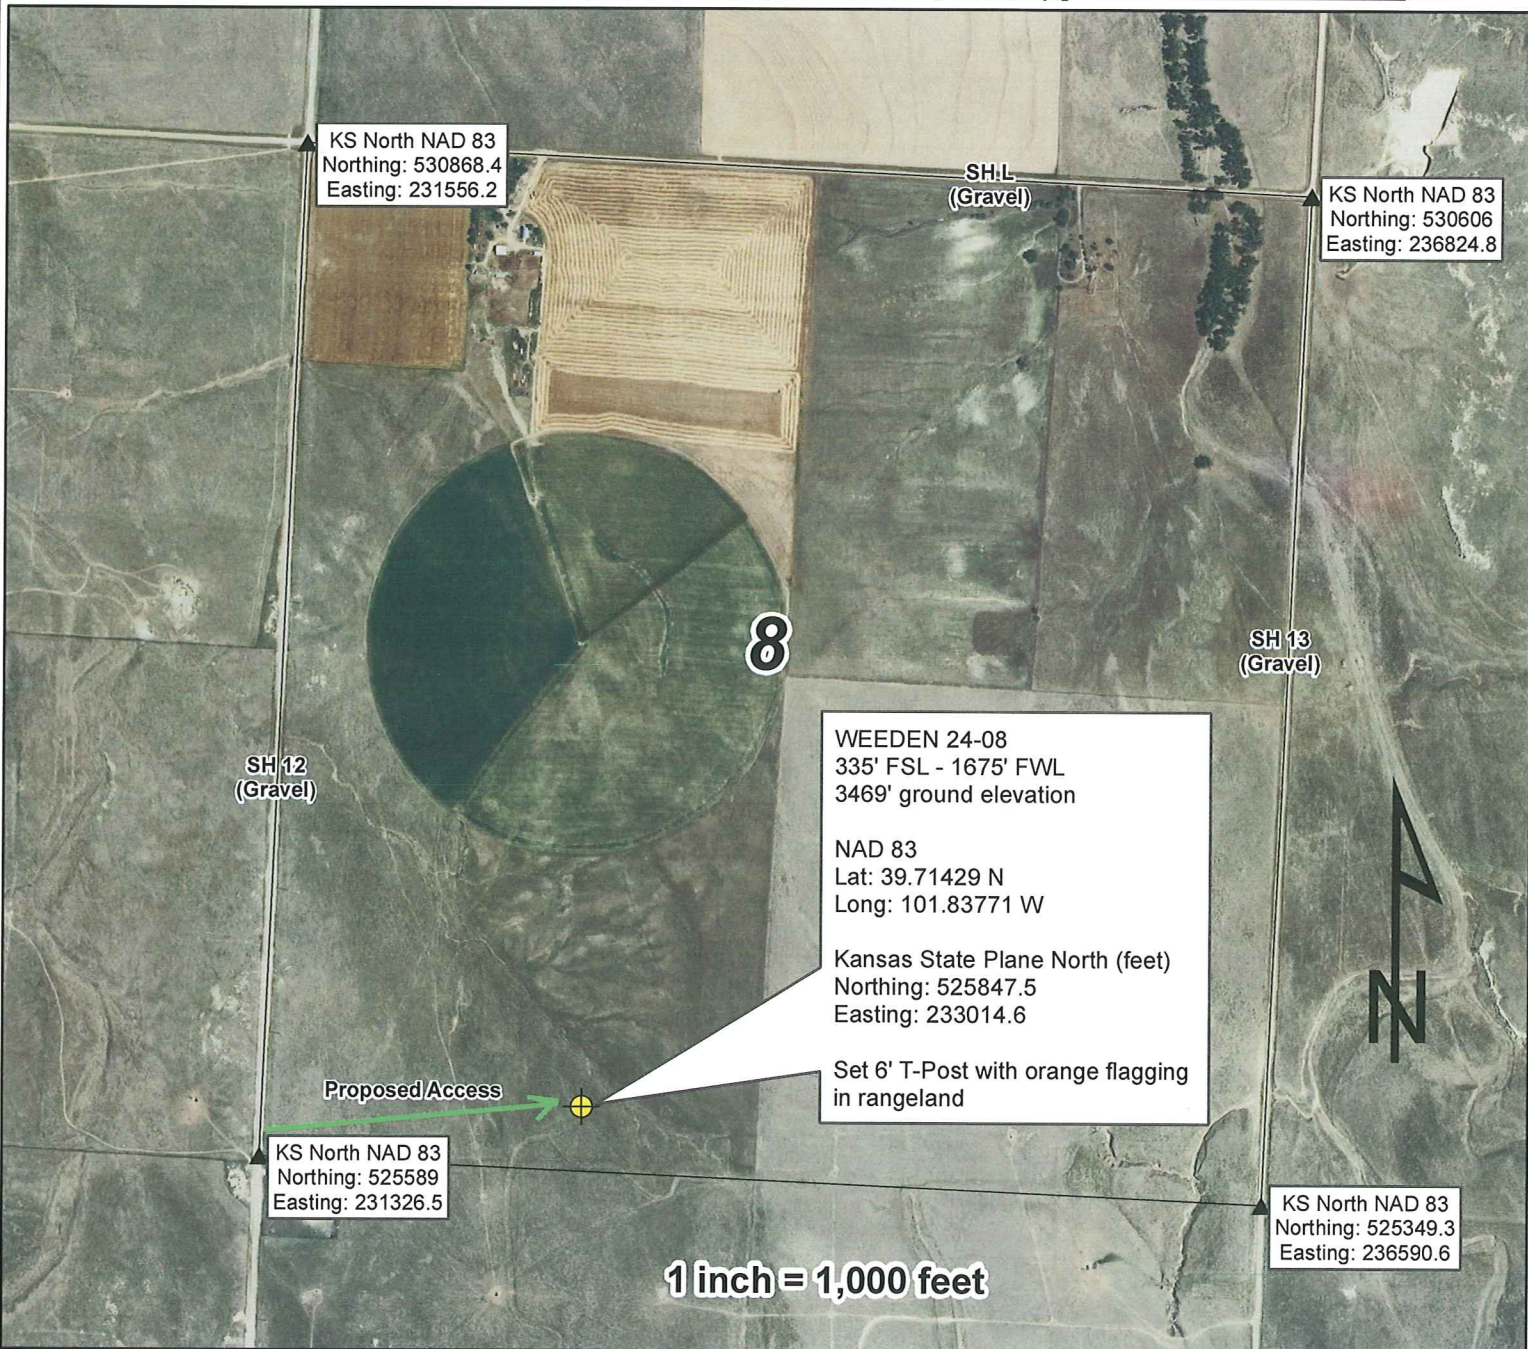 KS North NAD 83
Northing: 530868.4
Easting: 231556.2
SH L
(Gravel)
KS North NAD 83
Northing: 530606
Easting: 236824.8
8
SH 13
(Gravel)
SH 12
(Gravel)
WEEDEN 24-08
335' FSL - 1675' FWL
3469' ground elevation
NAD 83
Lat: 39.71429 N
Long: 101.83771 W
Kansas State Plane North (feet)
Northing: 525847.5
Easting: 233014.6
Set 6' T-Post with orange flagging
in rangeland
N
Proposed Access
KS North NAD 83
Northing: 525589
Easting: 231326.5
KS North NAD 83
Northing: 525349.3
Easting: 236590.6
1 inch = 1,000 feet